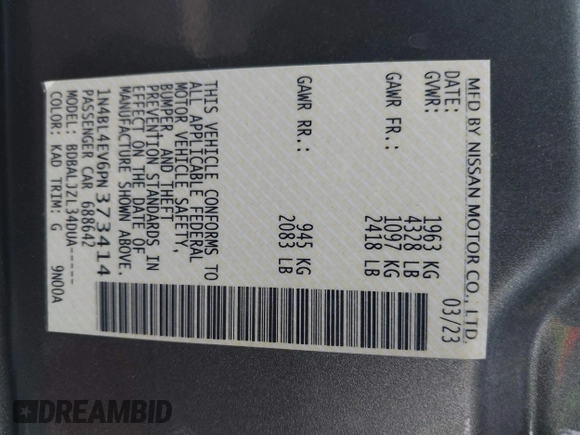 MFD BY NISSAN MOTOR CO., LTD.
DATE: 03/23
GVWR: 1963 KG
4328 LB
GAWR FR.: 1097 KG
2418 LB
GAWR RR.: 945 KG
2083 LB
THIS VEHICLE CONFORMS TO
ALL APPLICABLE FEDERAL
MOTOR VEHICLE SAFETY,
BUMPER, AND THEFT
PREVENTION STANDARDS IN
EFFECT ON THE DATE OF
MANUFACTURE SHOWN ABOVE.
1N4BL4EV6PN373414
PASSENGER CAR 688642
MODEL: BDBALJZL34DUA-----
COLOR: KAD TRIM: G 9N00A
DREAMBID